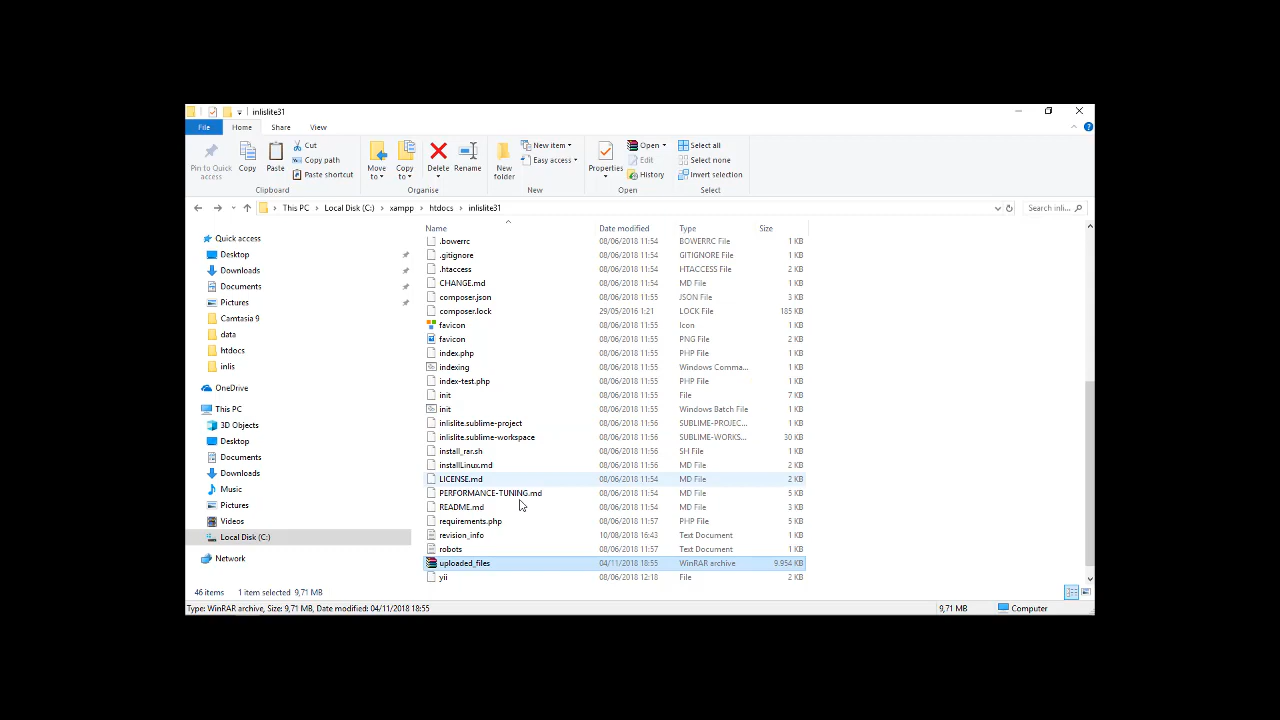 inlislite31
File Home Share View
Pin to Quick access Copy Paste Cut Copy path Paste shortcut Move to Copy to Delete Rename New folder New item Easy access Properties Open Edit History Select all Select none Invert selection
Clipboard Organise New Open Select
This PC > Local Disk (C:) > xampp > htdocs > inlislite31 Search inli...
Name Date modified Type Size
.bowerrc 08/06/2018 11:54 BOWERRC File 1 KB
.gitignore 08/06/2018 11:54 GITIGNORE File 1 KB
.htaccess 08/06/2018 11:54 HTACCESS File 2 KB
CHANGE.md 08/06/2018 11:54 MD File 2 KB
composer.json 08/06/2018 11:55 JSON File 3 KB
composer.lock 29/05/2016 1:21 LOCK File 185 KB
favicon 08/06/2018 11:55 Icon 1 KB
favicon 08/06/2018 11:55 PNG File 2 KB
index.php 08/06/2018 11:55 PHP File 1 KB
indexing 08/06/2018 11:55 Windows Comma... 1 KB
index-test.php 08/06/2018 11:55 PHP File 1 KB
init 08/06/2018 11:55 File 7 KB
init 08/06/2018 11:55 Windows Batch File 1 KB
inlislite.sublime-project 08/06/2018 11:56 SUBLIME-PROJEC... 1 KB
inlislite.sublime-workspace 08/06/2018 11:56 SUBLIME-WORKS... 30 KB
install_rar.sh 08/06/2018 11:56 SH File 1 KB
installLinux.md 08/06/2018 11:56 MD File 2 KB
LICENSE.md 08/06/2018 11:54 MD File 2 KB
PERFORMANCE-TUNING.md 08/06/2018 11:54 MD File 5 KB
README.md 08/06/2018 11:54 MD File 3 KB
requirements.php 08/06/2018 11:57 PHP File 5 KB
revision_info 10/08/2018 16:43 Text Document 1 KB
robots 08/06/2018 11:57 Text Document 1 KB
uploaded_files 04/11/2018 18:55 WinRAR archive 9.954 KB
yii 08/06/2018 12:18 File 2 KB
Quick access
Desktop
Downloads
Documents
Pictures
Camtasia 9
data
htdocs
inlis
OneDrive
This PC
3D Objects
Desktop
Documents
Downloads
Music
Pictures
Videos
Local Disk (C:)
Network
46 items 1 item selected 9,71 MB
Type: WinRAR archive, Size: 9,71 MB, Date modified: 04/11/2018 18:55 9,71 MB Computer